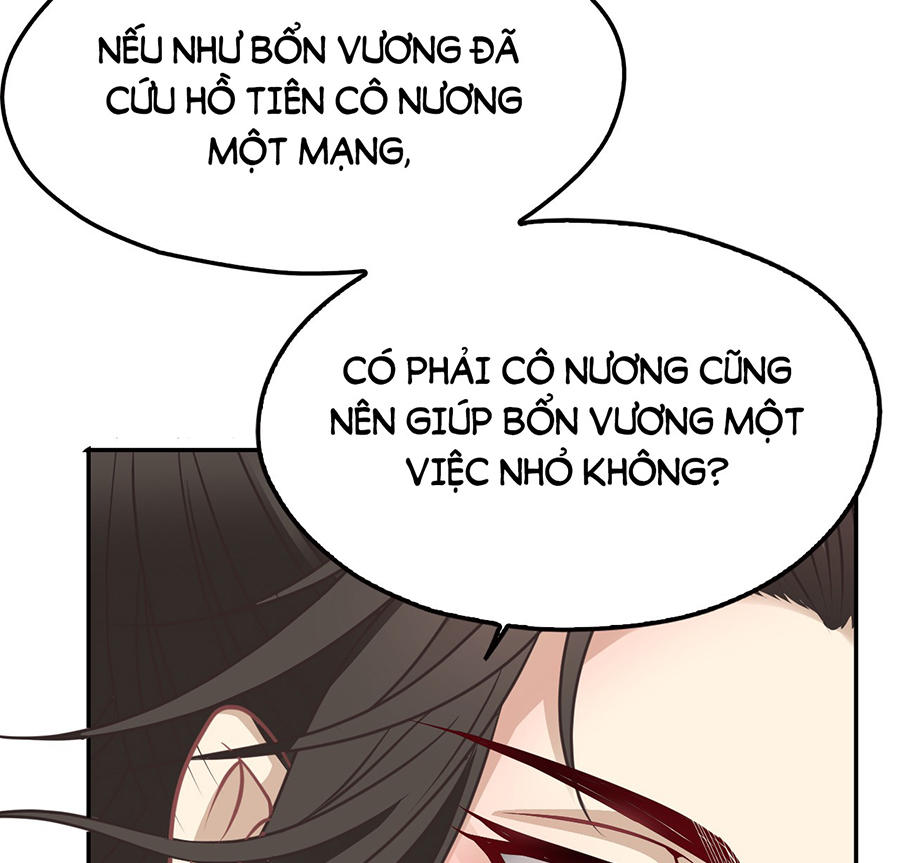 NẾU NHƯ BỔN VƯƠNG ĐÃ
CỨU HỒ TIÊN CÔ NƯƠNG
MỘT MẠNG,
CÓ PHẢI CÔ NƯƠNG CŨNG
NÊN GIÚP BỔN VƯƠNG MỘT
VIỆC NHỎ KHÔNG?